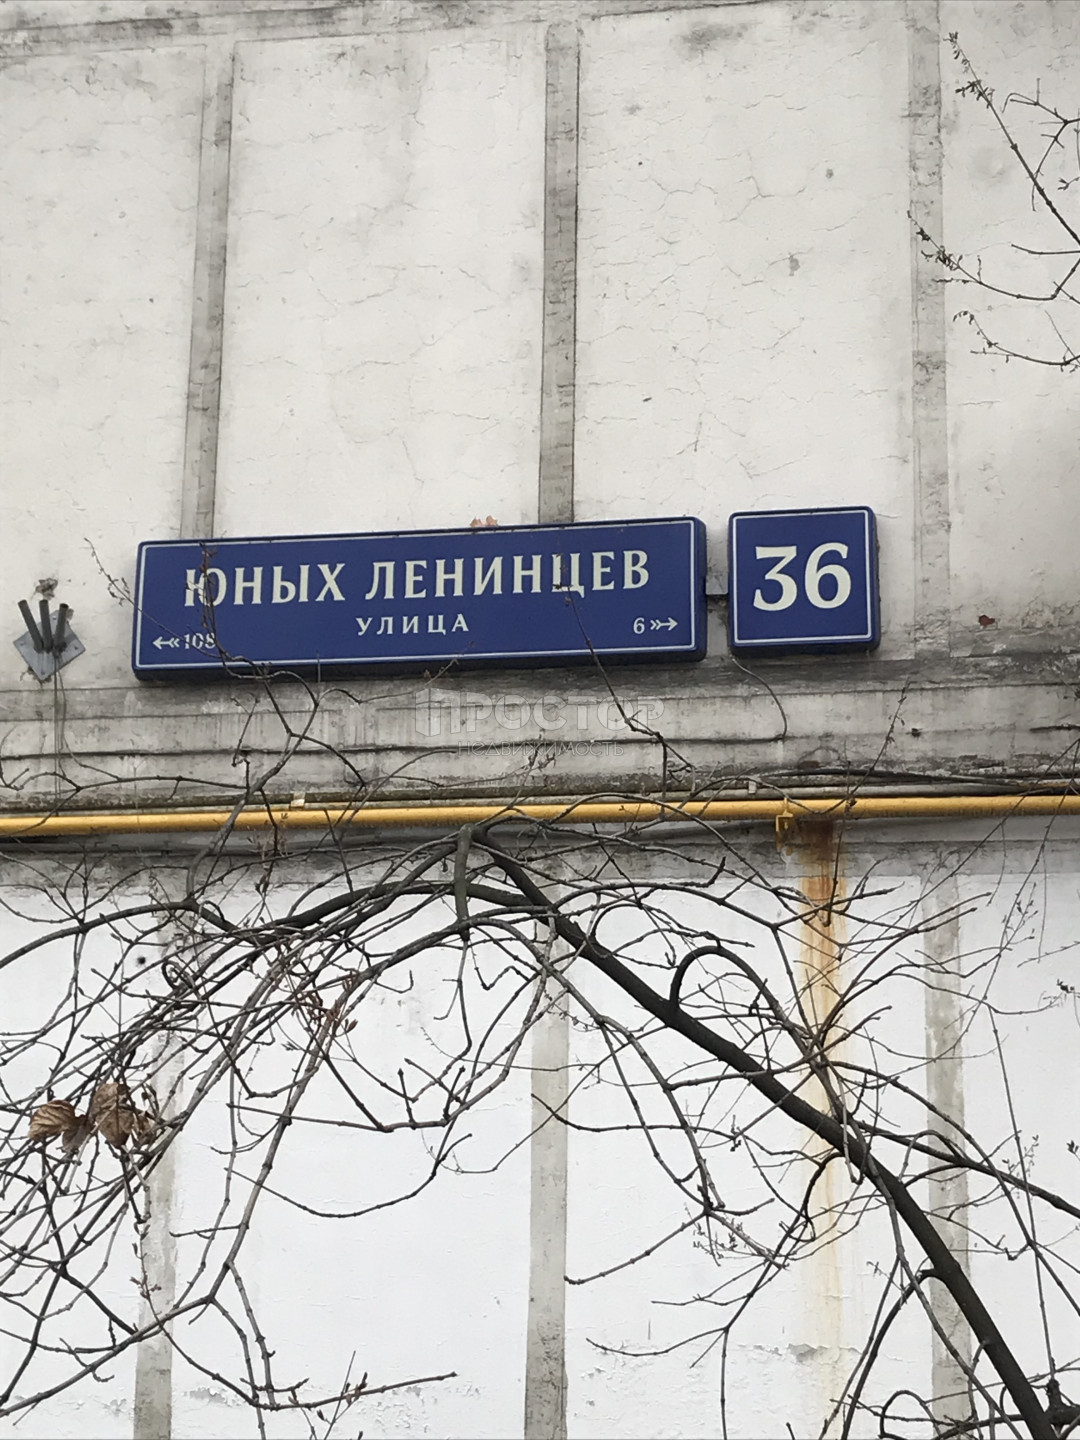 ЮНЫХ ЛЕНИНЦЕВ
УЛИЦА
108
6
36
ПРОСТОР
НЕДВИЖИМОСТЬ